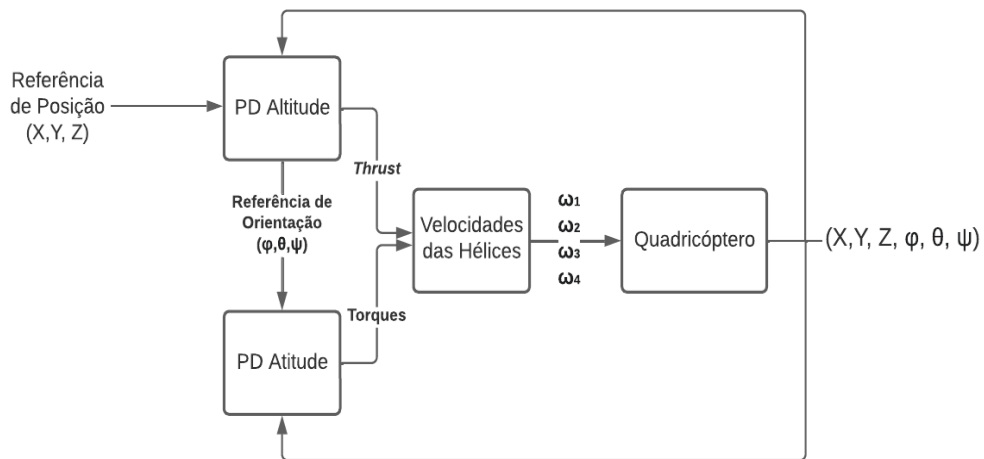 Referência
de Posição
(X,Y, Z)
PD Altitude
Thrust
Referência de
Orientação
(φ,θ,ψ)
PD Atitude
Torques
Velocidades
das Hélices
ω1
ω2
ω3
ω4
Quadricóptero
(X,Y, Z, φ, θ, ψ)